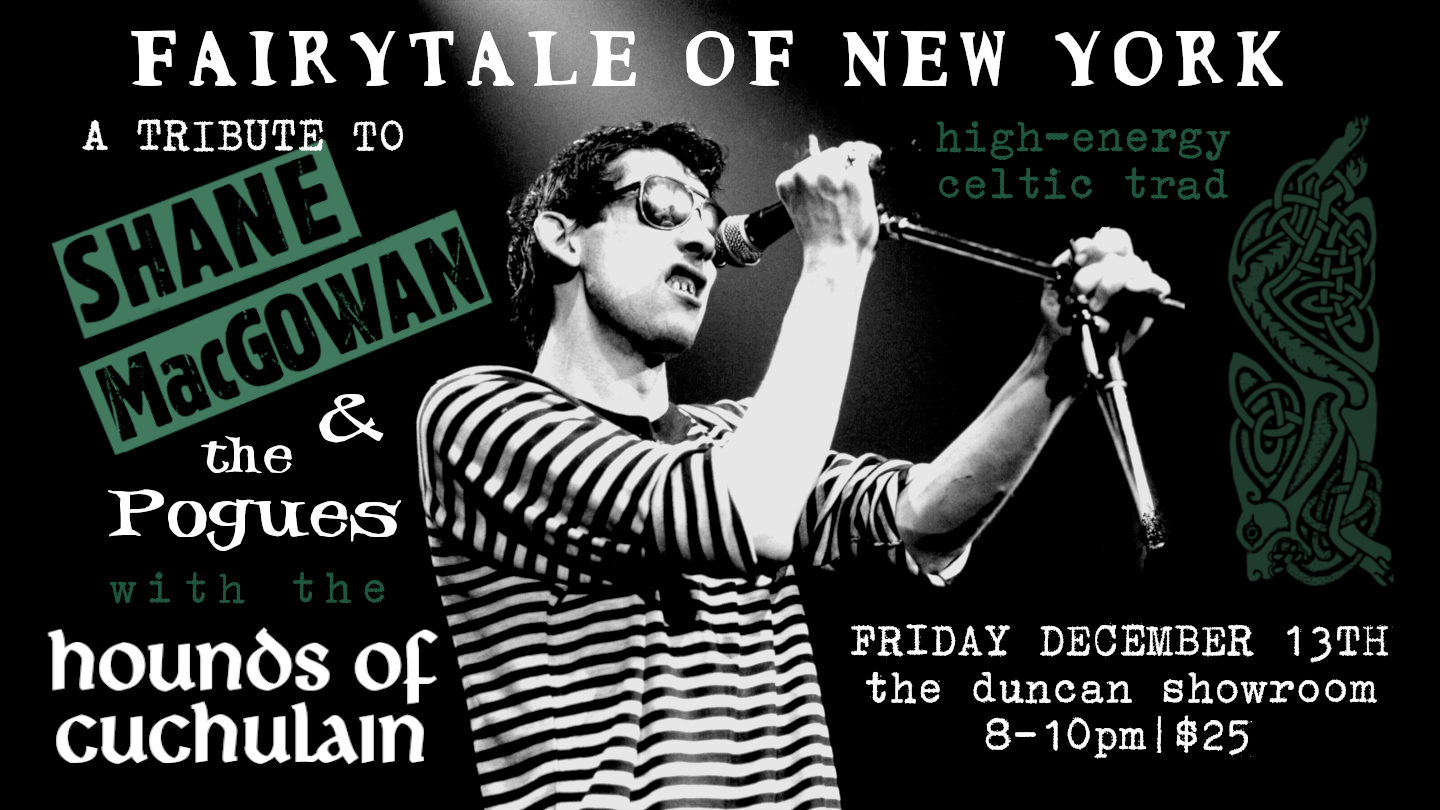 FAIRYTALE OF NEW YORK
A TRIBUTE TO
SHANE
MacGOWAN
&
the
Pogues
with the
hounds of
cuchulain
high-energy
celtic trad
FRIDAY DECEMBER 13TH
the duncan showroom
8-10pm|$25